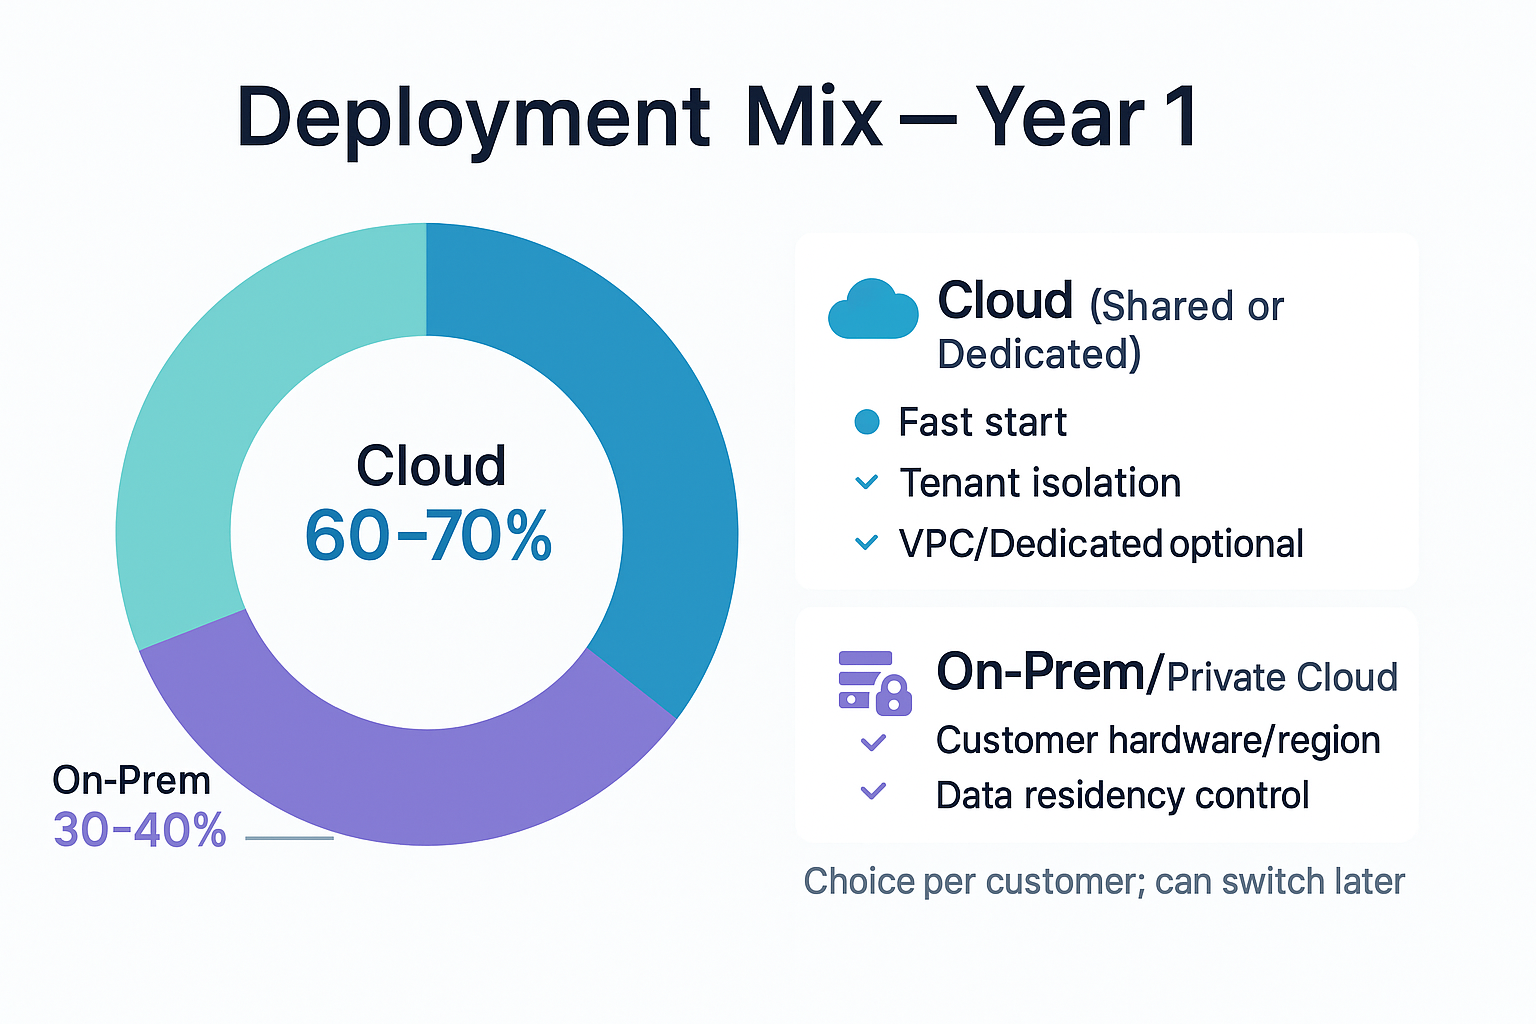 Deployment Mix – Year 1
Cloud
60–70%
On-Prem
30–40%
Cloud (Shared or
Dedicated)
Fast start
Tenant isolation
VPC/Dedicated optional
On-Prem/Private Cloud
Customer hardware/region
Data residency control
Choice per customer; can switch later